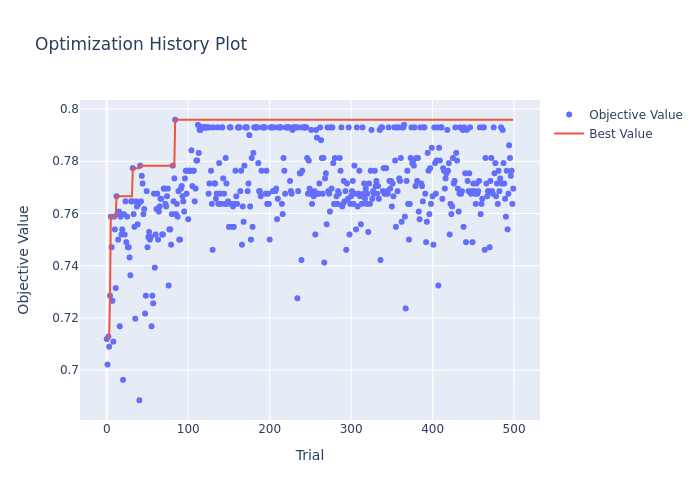 Optimization History Plot
Objective Value
Best Value
0.8
0.78
0.76
0.74
0.72
0.7
Objective Value
0 100 200 300 400 500
Trial